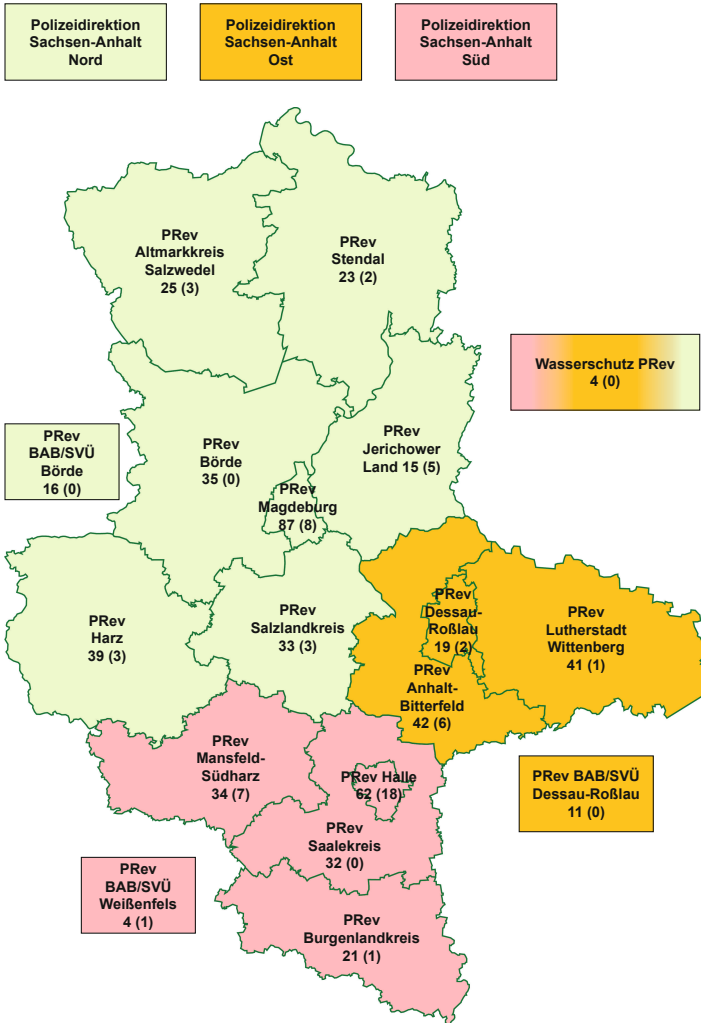 Polizeidirektion
Sachsen-Anhalt
Nord
Polizeidirektion
Sachsen-Anhalt
Ost
Polizeidirektion
Sachsen-Anhalt
Süd
PRev
Altmarkkreis
Salzwedel
25 (3)
PRev
Stendal
23 (2)
Wasserschutz PRev
4 (0)
PRev
BAB/SVÜ
Börde
16 (0)
PRev
Börde
35 (0)
PRev
Jerichower
Land 15 (5)
PRev
Magdeburg
87 (8)
PRev
Harz
39 (3)
PRev
Salzlandkreis
33 (3)
PRev
Dessau-
Roßlau
19 (2)
PRev
Lutherstadt
Wittenberg
41 (1)
PRev
Anhalt-
Bitterfeld
42 (6)
PRev
Mansfeld-
Südharz
34 (7)
PRev Halle
62 (18)
PRev BAB/SVÜ
Dessau-Roßlau
11 (0)
PRev
Saalekreis
32 (0)
PRev
BAB/SVÜ
Weißenfels
4 (1)
PRev
Burgenlandkreis
21 (1)